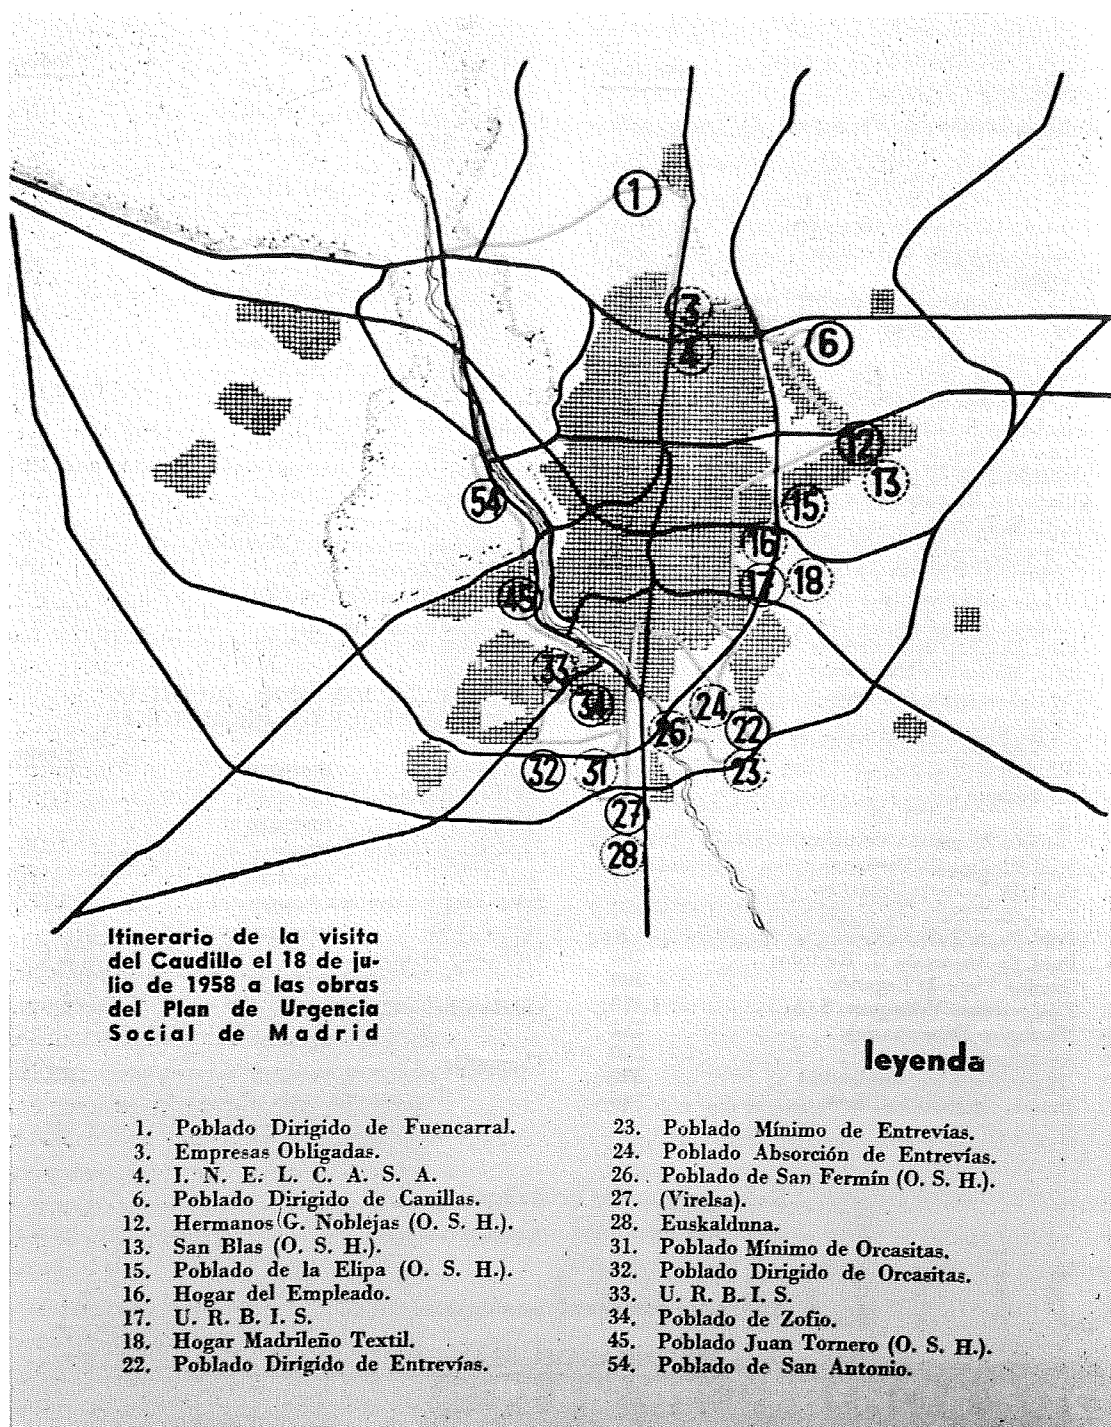 1
3
4
6
12
13
15
54
16
17
18
45
33
34
24
26
22
23
32
31
27
28
Itinerario de la visita
del Caudillo el 18 de ju-
lio de 1958 a las obras
del Plan de Urgencia
Social de Madrid
leyenda
1. Poblado Dirigido de Fuencarral.
3. Empresas Obligadas.
4. I. N. E. L. C. A. S. A.
6. Poblado Dirigido de Canillas.
12. Hermanos G. Noblejas (O. S. H.).
13. San Blas (O. S. H.).
15. Poblado de la Elipa (O. S. H.).
16. Hogar del Empleado.
17. U. R. B. I. S.
18. Hogar Madrileño Textil.
22. Poblado Dirigido de Entrevías.
23. Poblado Mínimo de Entrevías.
24. Poblado Absorción de Entrevías.
26. Poblado de San Fermín (O. S. H.).
27. (Virelsa).
28. Euskalduna.
31. Poblado Mínimo de Orcasitas.
32. Poblado Dirigido de Orcasitas.
33. U. R. B. I. S.
34. Poblado de Zofio.
45. Poblado Juan Tornero (O. S. H.).
54. Poblado de San Antonio.